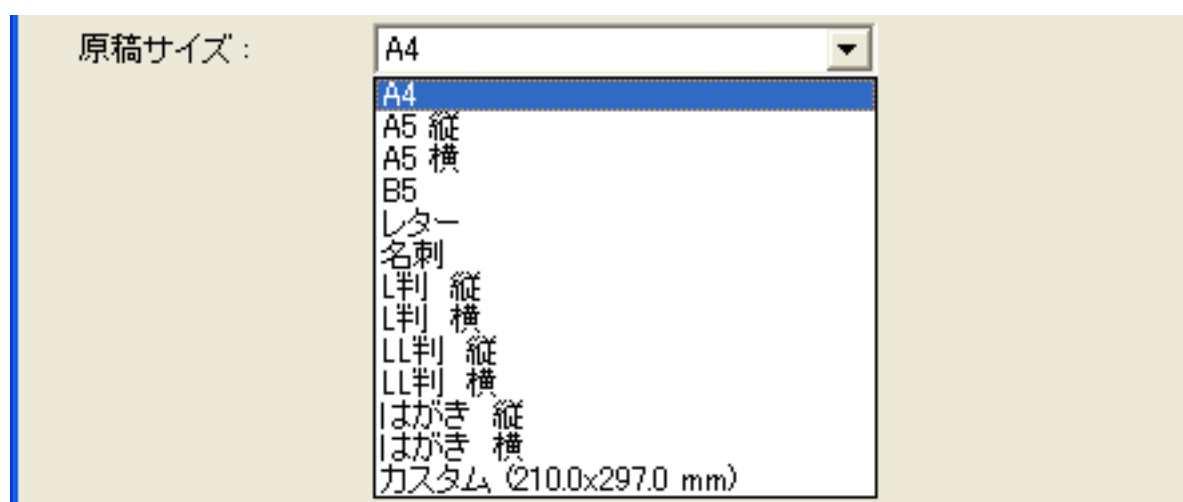 原稿サイズ: A4
A4
A5 縦
A5 横
B5
レター
名刺
L判 縦
L判 横
LL判 縦
LL判 横
はがき 縦
はがき 横
カスタム (210.0x297.0 mm)